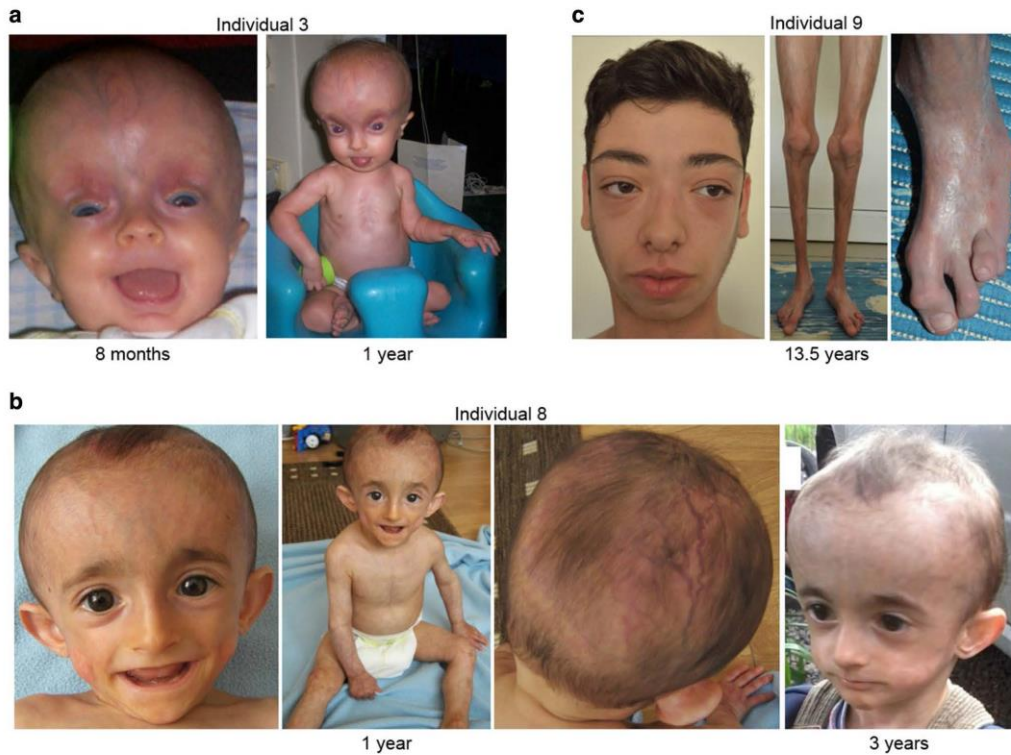 a
Individual 3
8 months
1 year
c
Individual 9
13.5 years
b
Individual 8
1 year
3 years